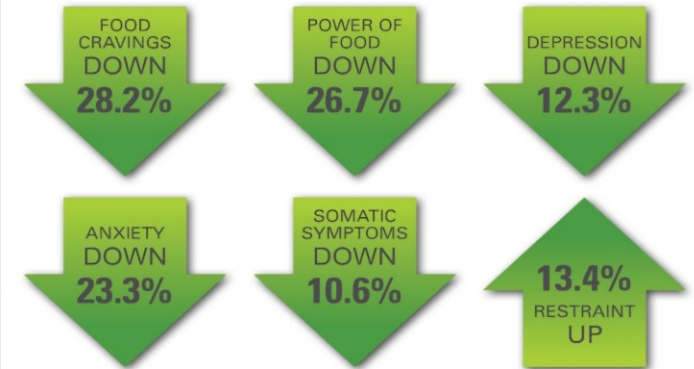 FOOD
CRAVINGS
DOWN
28.2%
POWER OF
FOOD
DOWN
26.7%
DEPRESSION
DOWN
12.3%
ANXIETY
DOWN
23.3%
SOMATIC
SYMPTOMS
DOWN
10.6%
13.4%
RESTRAINT
UP